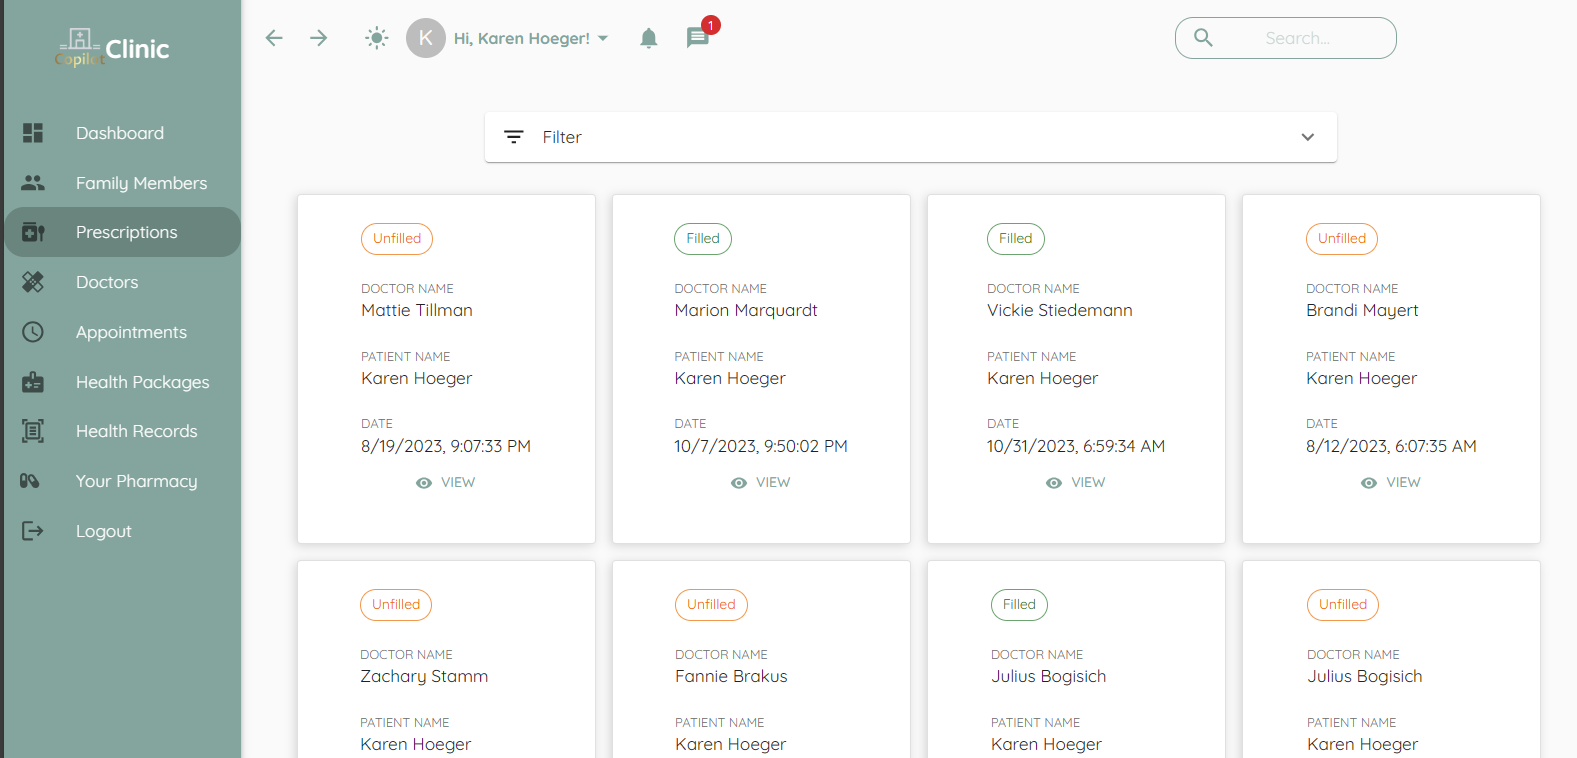 Copilot Clinic
Dashboard
Family Members
Prescriptions
Doctors
Appointments
Health Packages
Health Records
Your Pharmacy
Logout
K Hi, Karen Hoeger! 1 Search...
Filter
Unfilled
DOCTOR NAME
Mattie Tillman
PATIENT NAME
Karen Hoeger
DATE
8/19/2023, 9:07:33 PM
VIEW
Filled
DOCTOR NAME
Marion Marquardt
PATIENT NAME
Karen Hoeger
DATE
10/7/2023, 9:50:02 PM
VIEW
Filled
DOCTOR NAME
Vickie Stiedemann
PATIENT NAME
Karen Hoeger
DATE
10/31/2023, 6:59:34 AM
VIEW
Unfilled
DOCTOR NAME
Brandi Mayert
PATIENT NAME
Karen Hoeger
DATE
8/12/2023, 6:07:35 AM
VIEW
Unfilled
DOCTOR NAME
Zachary Stamm
PATIENT NAME
Karen Hoeger
Unfilled
DOCTOR NAME
Fannie Brakus
PATIENT NAME
Karen Hoeger
Filled
DOCTOR NAME
Julius Bogisich
PATIENT NAME
Karen Hoeger
Unfilled
DOCTOR NAME
Julius Bogisich
PATIENT NAME
Karen Hoeger